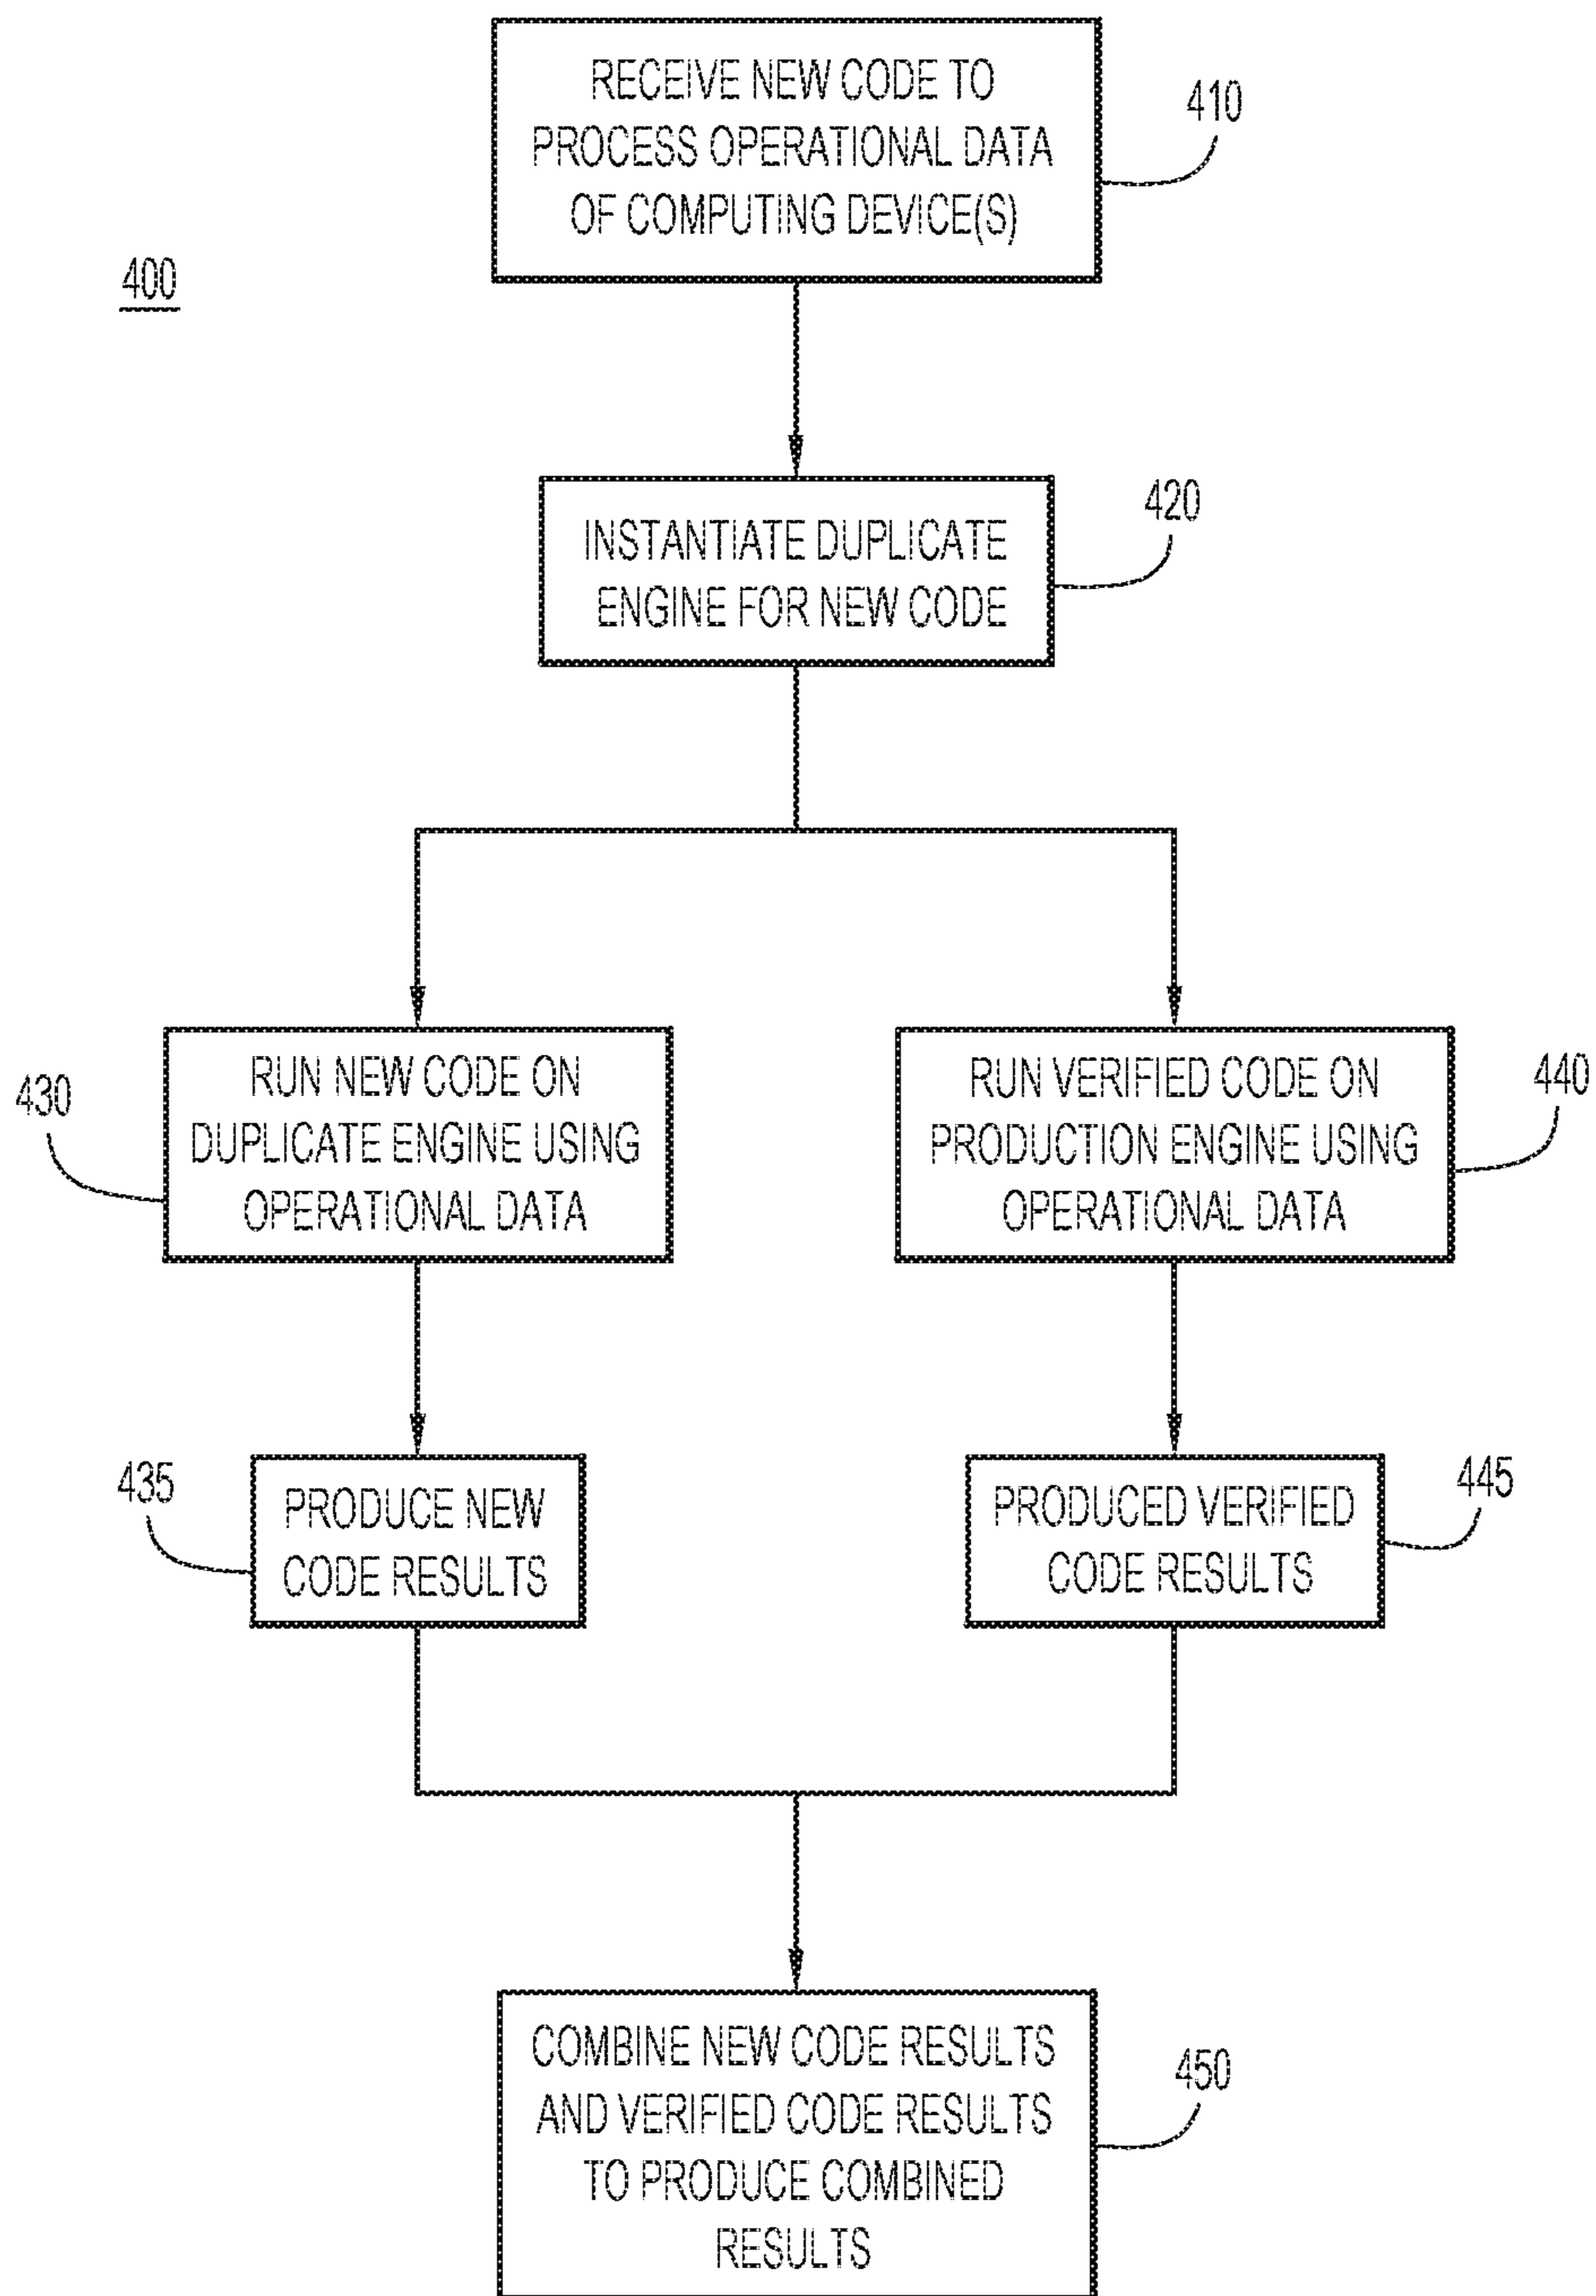 RECEIVE NEW CODE TO
PROCESS OPERATIONAL DATA
OF COMPUTING DEVICE(S)
410
400
INSTANTIATE DUPLICATE
ENGINE FOR NEW CODE
420
430
RUN NEW CODE ON
DUPLICATE ENGINE USING
OPERATIONAL DATA
RUN VERIFIED CODE ON
PRODUCTION ENGINE USING
OPERATIONAL DATA
440
435
PRODUCE NEW
CODE RESULTS
PRODUCED VERIFIED
CODE RESULTS
445
COMBINE NEW CODE RESULTS
AND VERIFIED CODE RESULTS
TO PRODUCE COMBINED
RESULTS
450